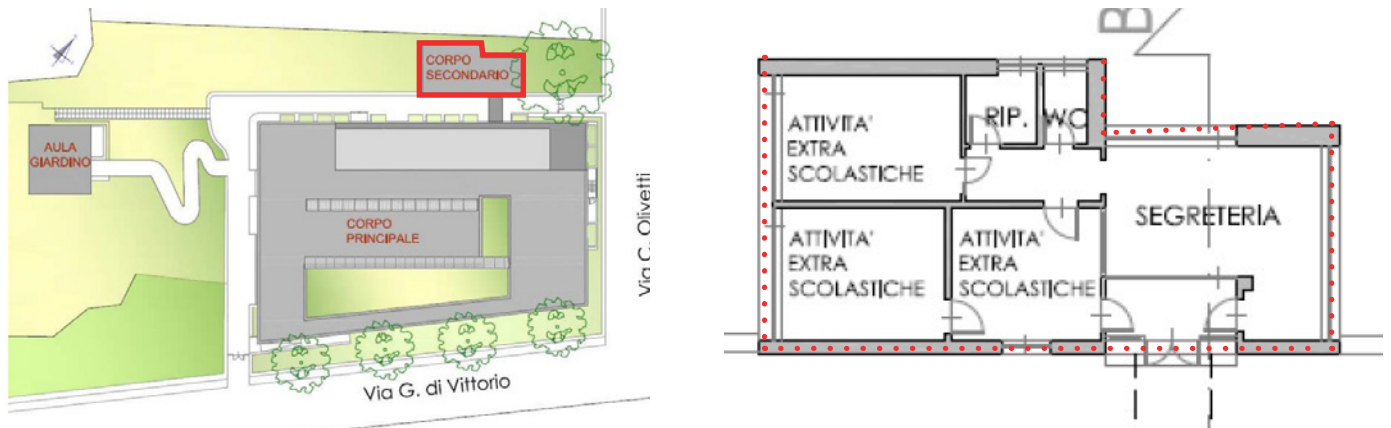 CORPO
SECONDARIO
AULA
GIARDINO
CORPO
PRINCIPALE
Via C. Olivetti
Via G. di Vittorio
B
ATTIVITA'
EXTRA
SCOLASTICHE
RIP.
WC
SEGRETERIA
ATTIVITA'
EXTRA
SCOLASTICHE
ATTIVITA'
EXTRA
SCOLASTICHE